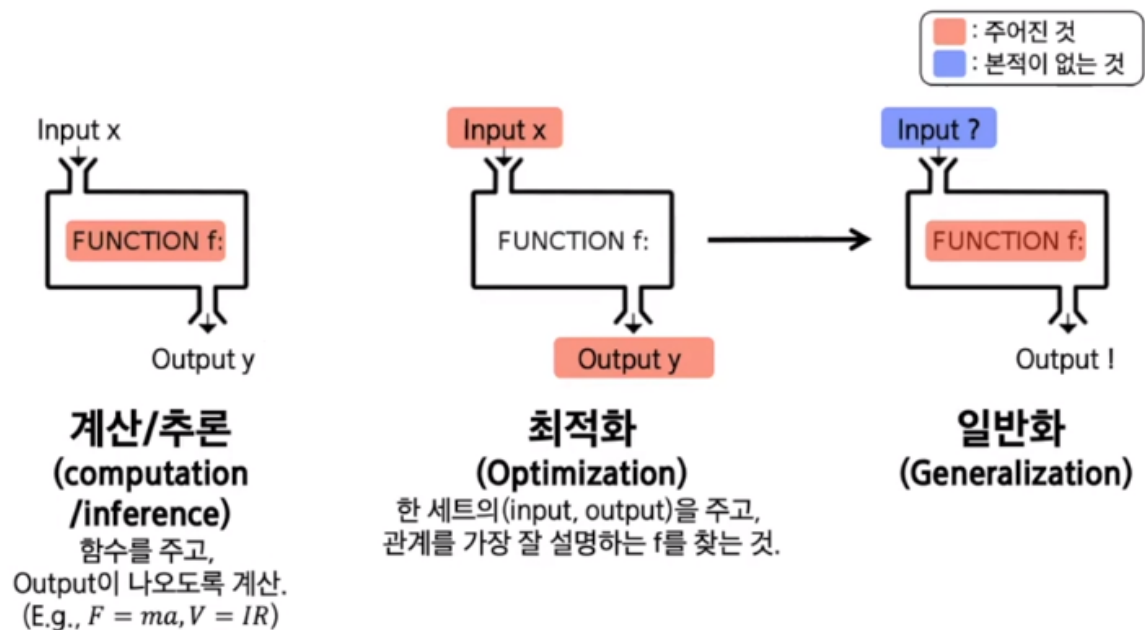 : 주어진 것
: 본적이 없는 것
Input x
FUNCTION f:
Output y
계산/추론
(computation
/inference)
함수를 주고,
Output이 나오도록 계산.
(E.g., F = ma, V = IR)
Input x
FUNCTION f:
Output y
최적화
(Optimization)
한 세트의(input, output)을 주고,
관계를 가장 잘 설명하는 f를 찾는 것.
Input ?
FUNCTION f:
Output !
일반화
(Generalization)